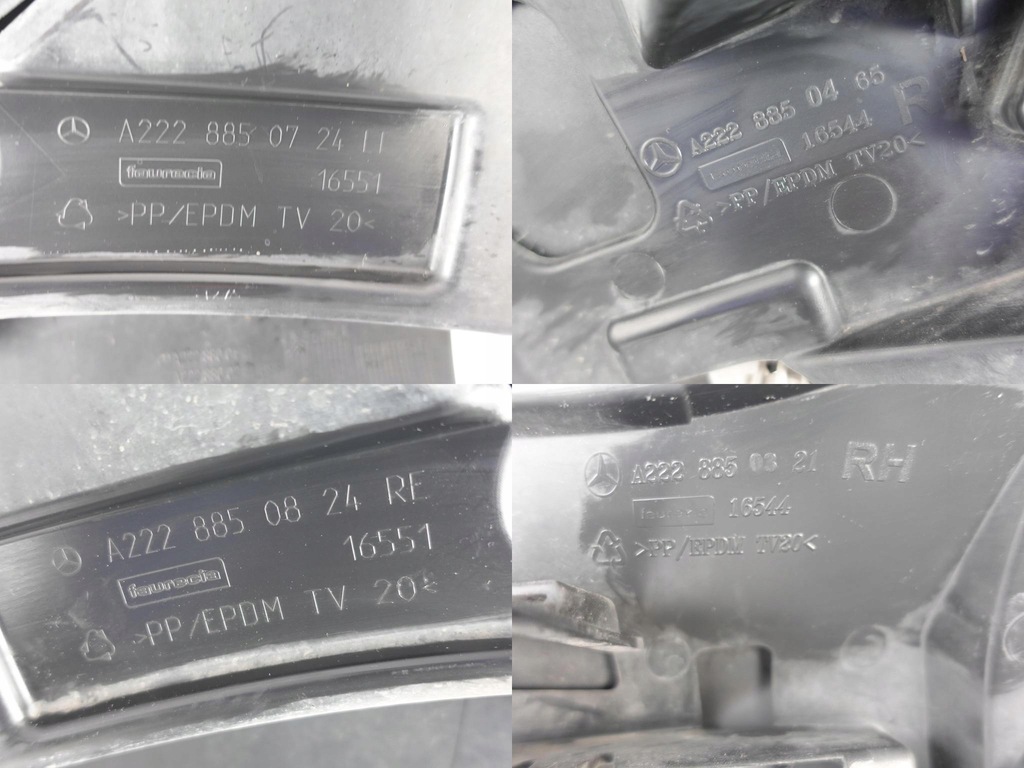 A222 885 07 24 LI
faurecia
16551
>PP/EPDM TV 20<
A222 885 04 65
R
16544
>PP/EPDM TV20<
A222 885 08 24 RE
faurecia
16551
>PP/EPDM TV 20<
A222 885 03 21
RH
faurecia 16544
>PP/EPDM TV20<